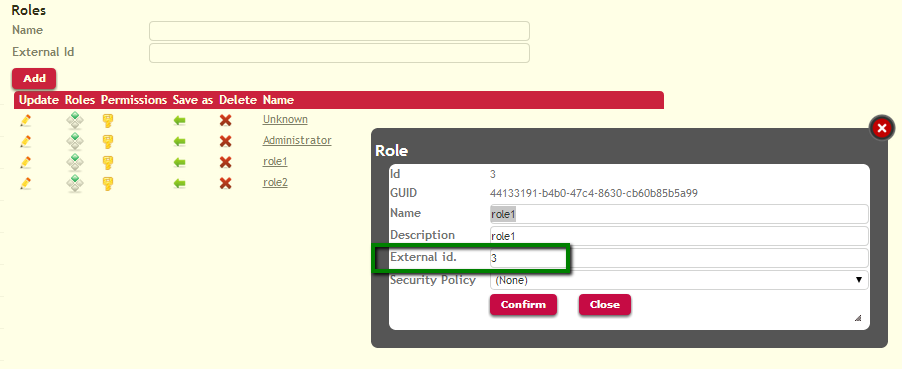 Roles
Name
External Id
Add
Update Roles Permissions Save as Delete Name
Unknown
Administrator
role1
role2
Role
Id 3
GUID 44133191-b4b0-47c4-8630-cb60b85b5a99
Name role1
Description role1
External id. 3
Security Policy (None)
Confirm Close